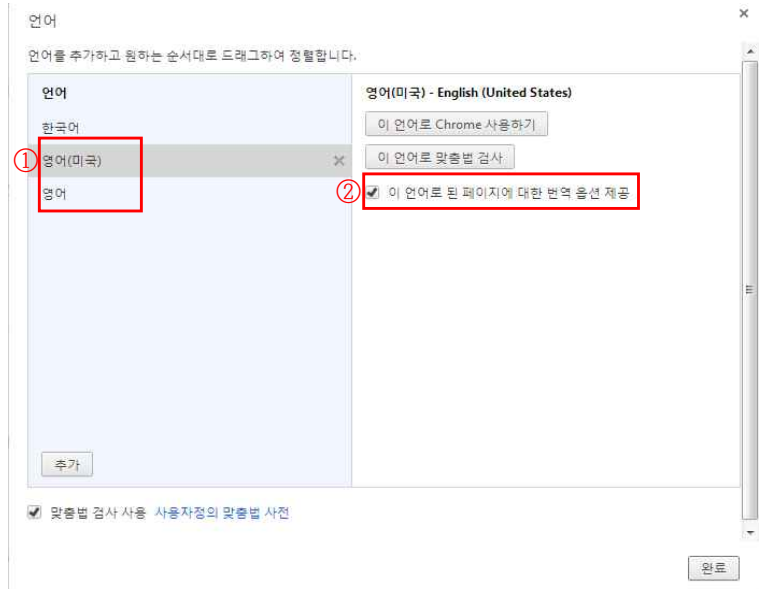 언어
언어를 추가하고 원하는 순서대로 드래그하여 정렬합니다.
언어
한국어
① 영어(미국)
영어
추가
영어(미국) - English (United States)
이 언어로 Chrome 사용하기
이 언어로 맞춤법 검사
② 이 언어로 된 페이지에 대한 번역 옵션 제공
맞춤법 검사 사용 사용자정의 맞춤법 사전
완료